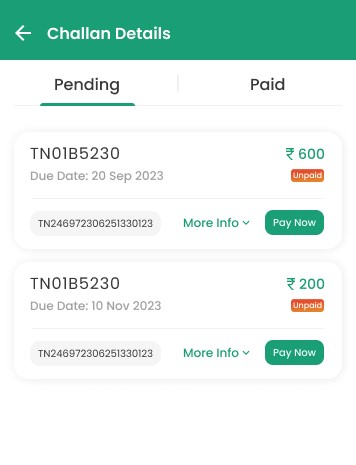 Challan Details
Pending
Paid
TN01B5230
₹ 600
Due Date: 20 Sep 2023
Unpaid
TN246972306251330123
More Info
Pay Now
TN01B5230
₹ 200
Due Date: 10 Nov 2023
Unpaid
TN246972306251330123
More Info
Pay Now